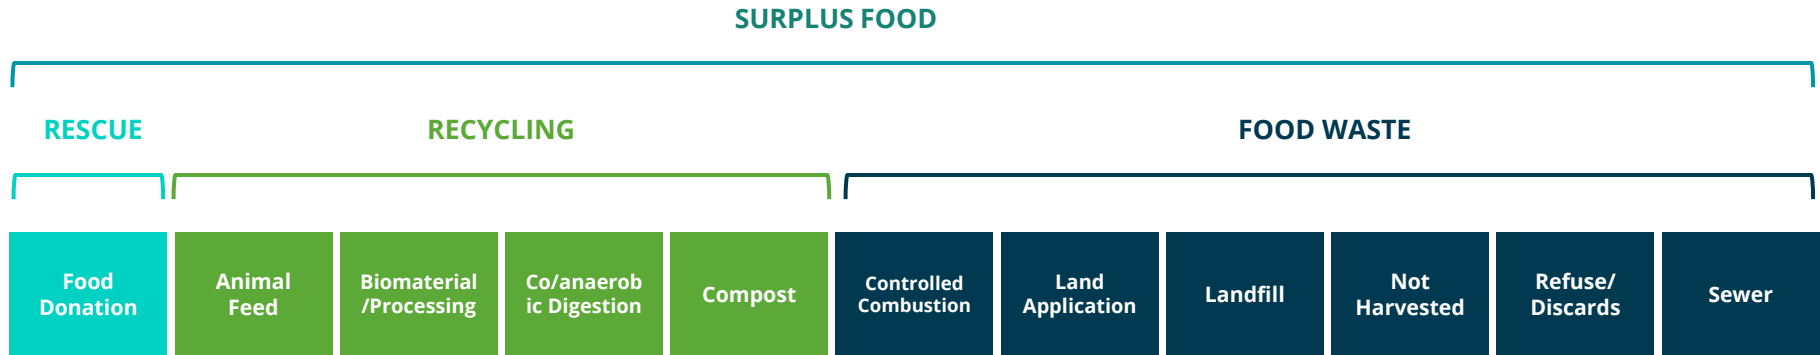 SURPLUS FOOD
RESCUE
RECYCLING
FOOD WASTE
Food
Donation
Animal
Feed
Biomaterial
/Processing
Co/anaerob
ic Digestion
Compost
Controlled
Combustion
Land
Application
Landfill
Not
Harvested
Refuse/
Discards
Sewer